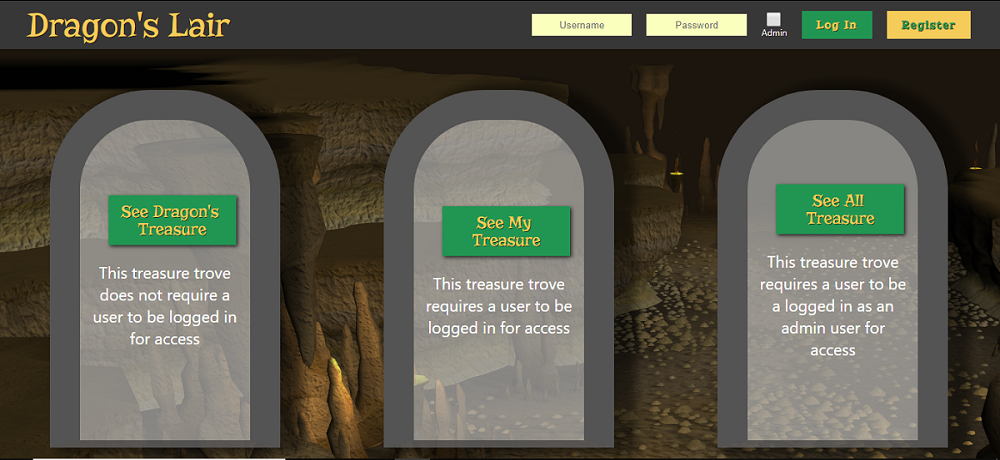 Dragon's Lair
Username
Password
Admin
Log In
Register
See Dragon's
Treasure
This treasure trove
does not require a
user to be logged in
for access
See My
Treasure
This treasure trove
requires a user to be
logged in for access
See All
Treasure
This treasure trove
requires a user to be
a logged in as an
admin user for
access